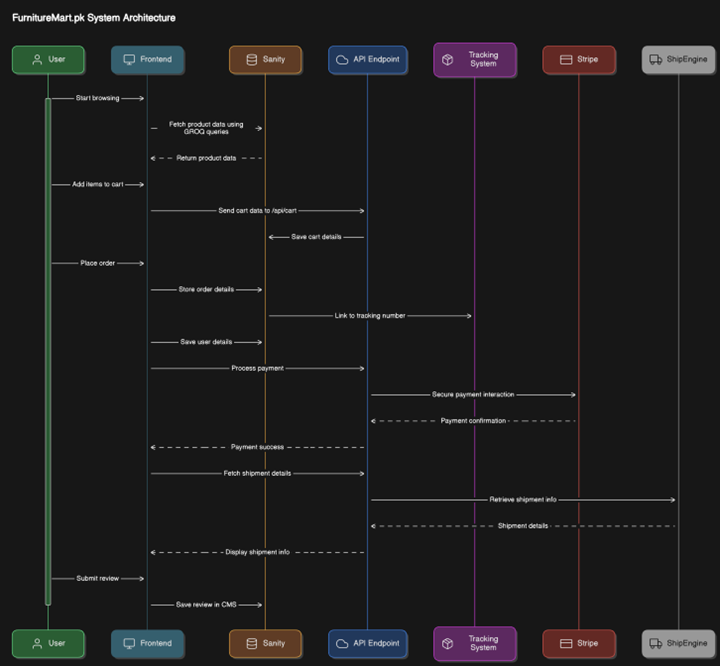 FurnitureMart.pk System Architecture
User
Frontend
Sanity
API Endpoint
Tracking
System
Stripe
ShipEngine
Start browsing
Fetch product data using
GROQ queries
Return product data
Add items to cart
Send cart data to /api/cart
Save cart details
Place order
Store order details
Link to tracking number
Save user details
Process payment
Secure payment interaction
Payment confirmation
Payment success
Fetch shipment details
Retrieve shipment info
Shipment details
Display shipment info
Submit review
Save review in CMS
User
Frontend
Sanity
API Endpoint
Tracking
System
Stripe
ShipEngine